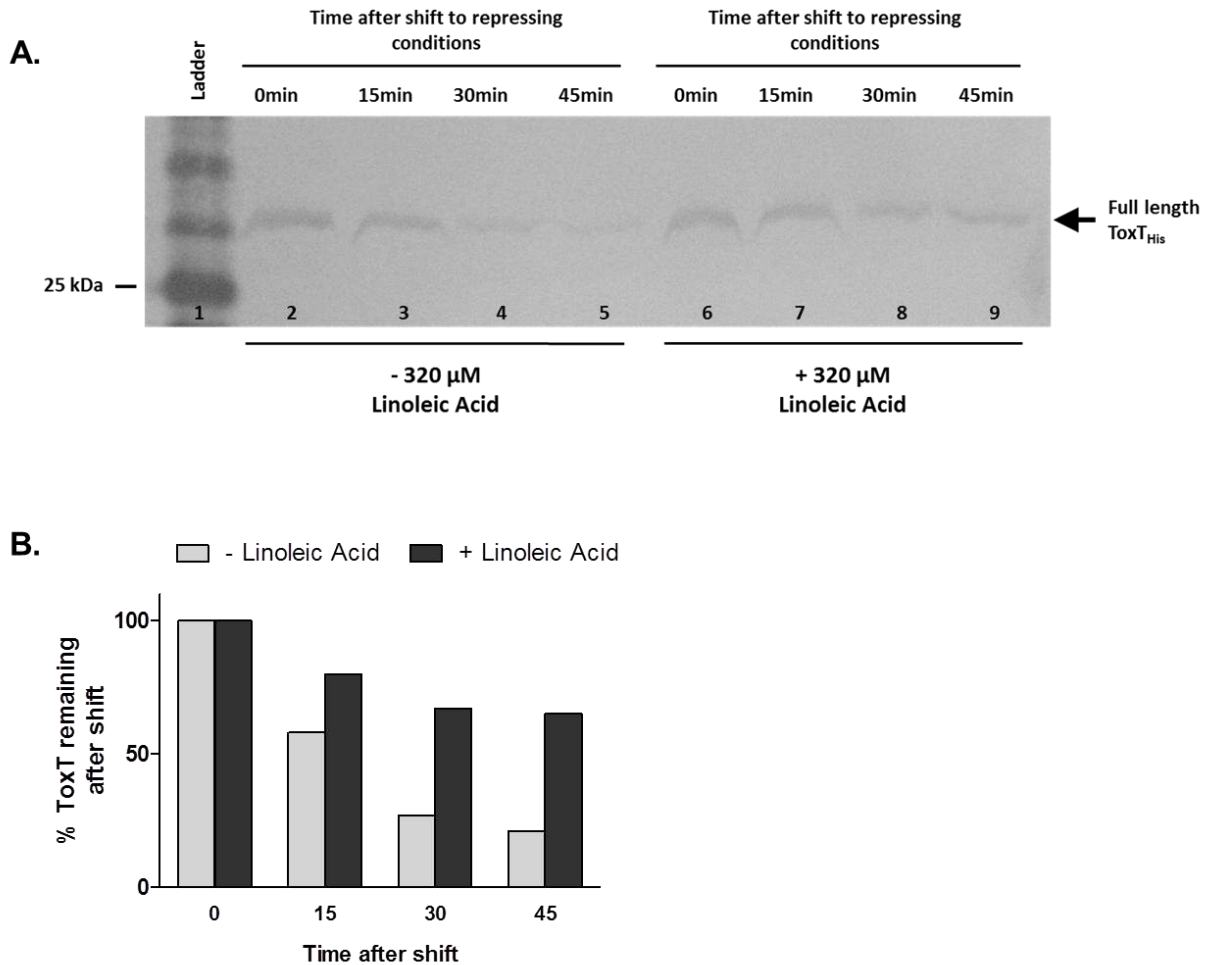 A.
Ladder
Time after shift to repressing
conditions
Time after shift to repressing
conditions
0min 15min 30min 45min
0min 15min 30min 45min
Full length
ToxTHis
25 kDa
1 2 3 4 5 6 7 8 9
- 320 µM
Linoleic Acid
+ 320 µM
Linoleic Acid
B.
- Linoleic Acid
+ Linoleic Acid
% ToxT remaining
after shift
100
50
0
0 15 30 45
Time after shift